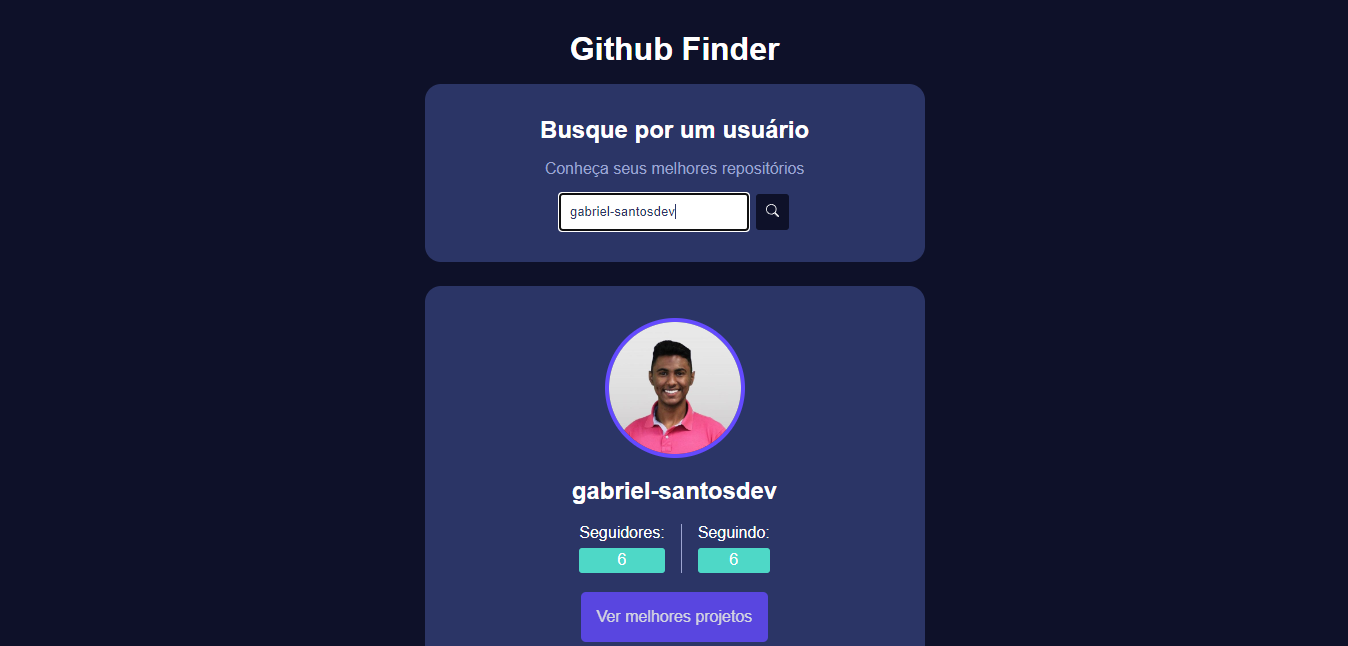 Github Finder
Busque por um usuário
Conheça seus melhores repositórios
gabriel-santosdev
gabriel-santosdev
Seguidores: Seguindo:
6 6
Ver melhores projetos